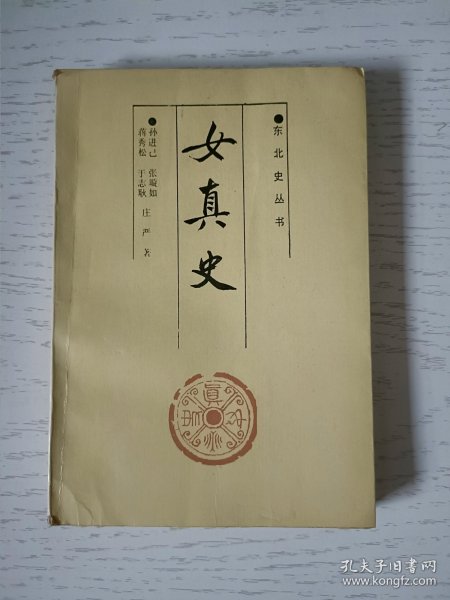 ●东北史丛书
女真史
●孙进己 张璇如
蒋秀松 于志耿 庄严 著
孔夫子旧书网
www.kongfz.com